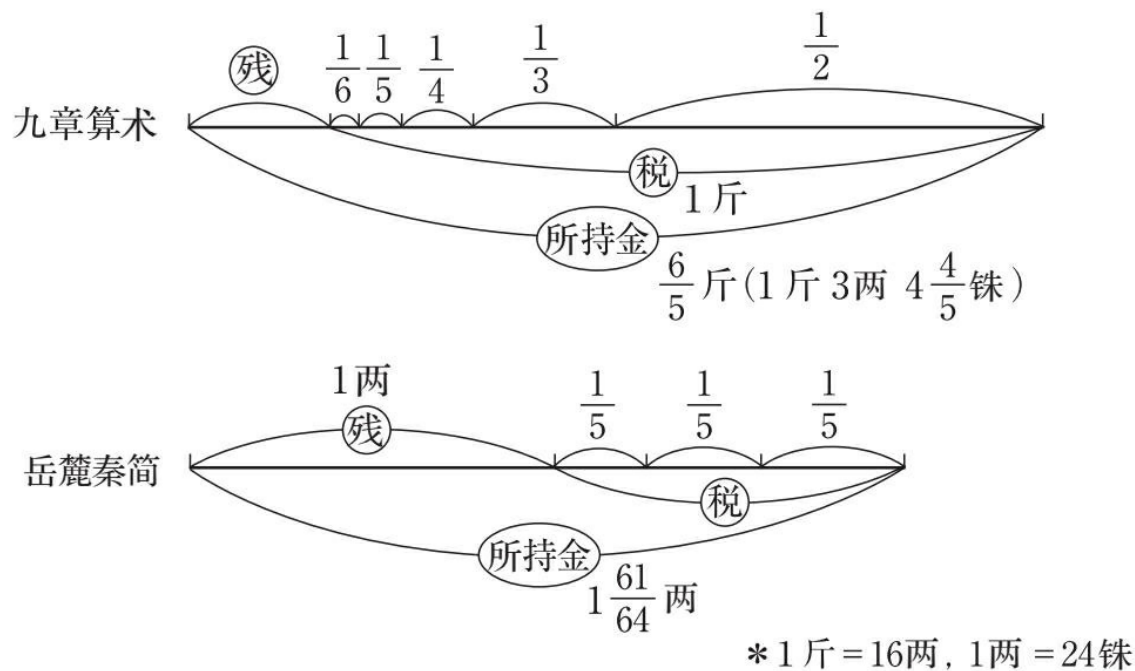 残 1/6 1/5 1/4 1/3 1/2
九章算术
税 1斤
所持金
6/5 斤(1斤 3两 4 4/5 铢)
1两
残 1/5 1/5 1/5
岳麓秦简
税
所持金
1 61/64 两
*1斤=16两, 1两=24铢